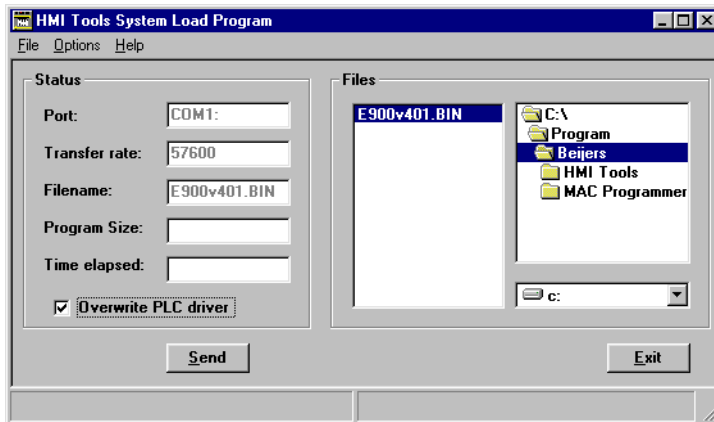 HMI Tools System Load Program
File Options Help
Status
Port: COM1:
Transfer rate: 57600
Filename: E900v401.BIN
Program Size:
Time elapsed:
Overwrite PLC driver
Send
Files
E900v401.BIN
C:\
Program
Beijers
HMI Tools
MAC Programmer
c:
Exit